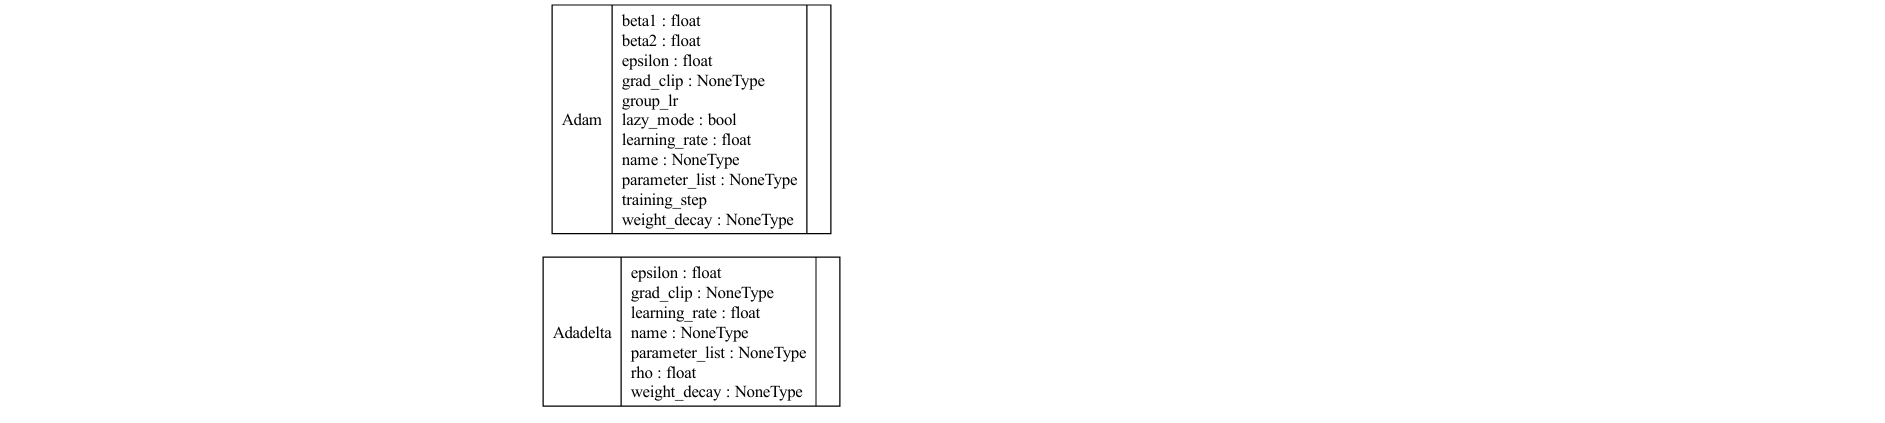 Adam
beta1 : float
beta2 : float
epsilon : float
grad_clip : NoneType
group_lr
lazy_mode : bool
learning_rate : float
name : NoneType
parameter_list : NoneType
training_step
weight_decay : NoneType
Adadelta
epsilon : float
grad_clip : NoneType
learning_rate : float
name : NoneType
parameter_list : NoneType
rho : float
weight_decay : NoneType